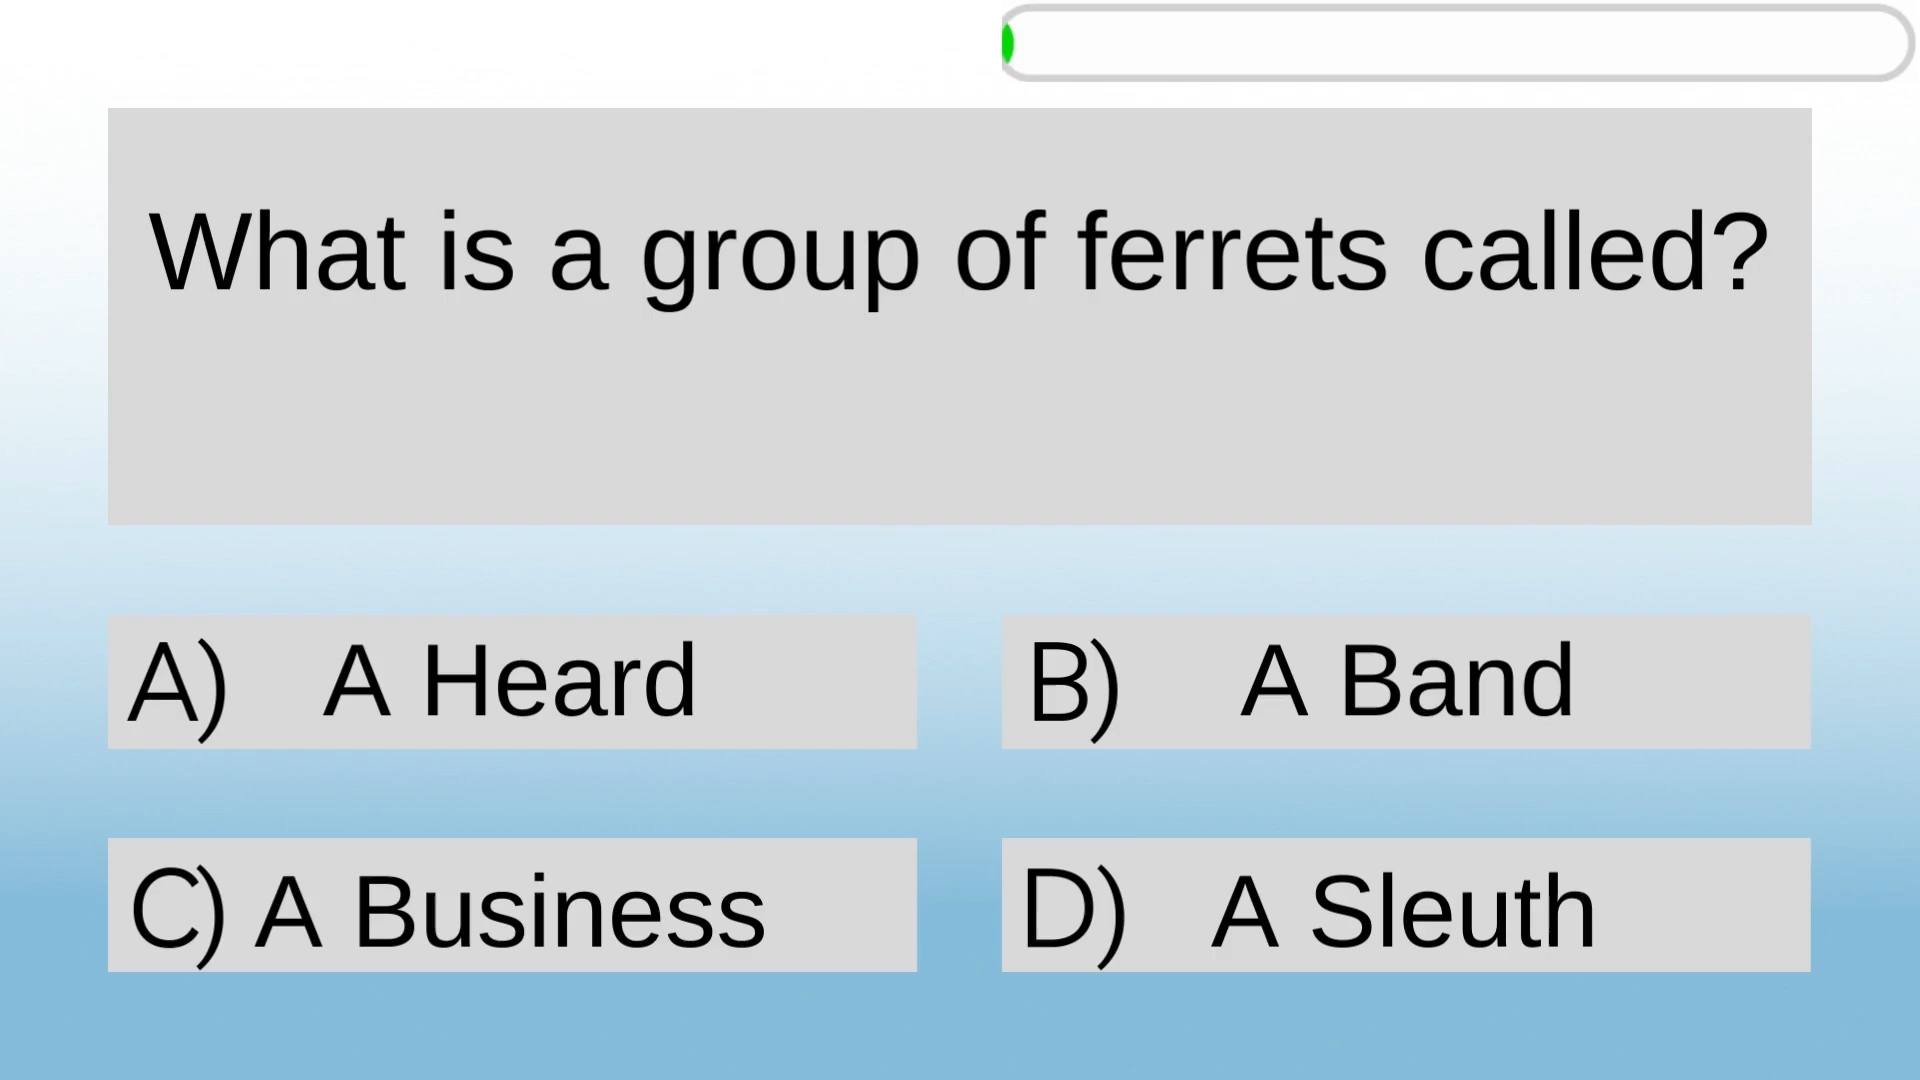 What is a group of ferrets called?
A) A Heard
B) A Band
C) A Business
D) A Sleuth